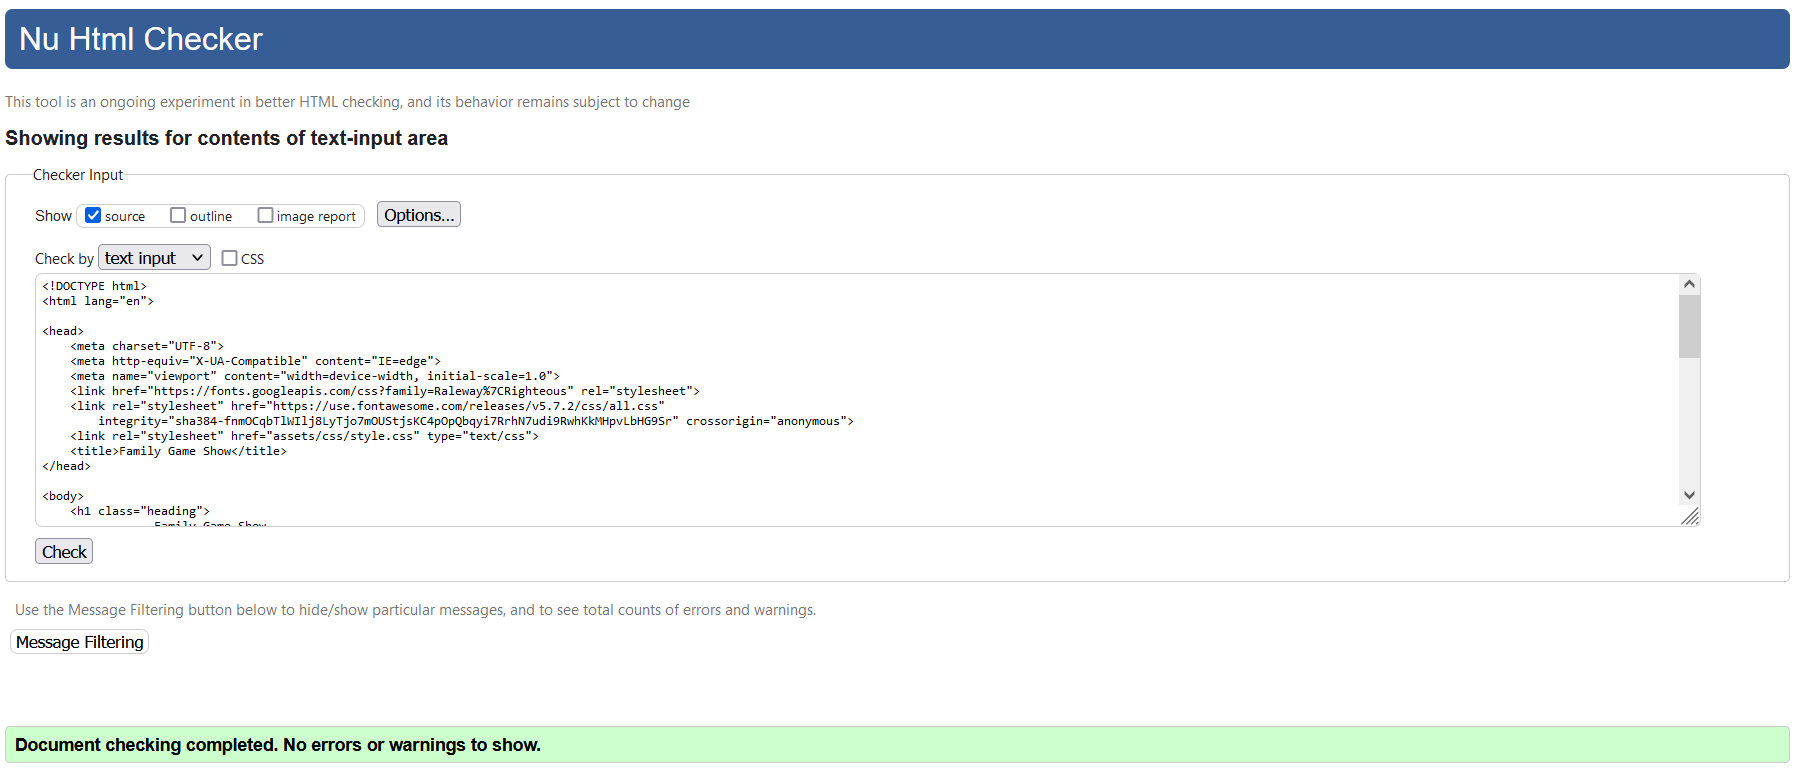 Nu Html Checker
This tool is an ongoing experiment in better HTML checking, and its behavior remains subject to change
Showing results for contents of text-input area
Checker Input
Show source outline image report Options...
Check by text input CSS
<!DOCTYPE html>
<html lang="en">
<head>
<meta charset="UTF-8">
<meta http-equiv="X-UA-Compatible" content="IE=edge">
<meta name="viewport" content="width=device-width, initial-scale=1.0">
<link href="https://fonts.googleapis.com/css?family=Raleway%7CRighteous" rel="stylesheet">
<link rel="stylesheet" href="https://use.fontawesome.com/releases/v5.7.2/css/all.css"
integrity="sha384-fnmOCqbTlWIlj8LyTjo7mOUStjsKC4pOpQbqyi7RrhN7udi9RwhKkMHpvLbHG9Sr" crossorigin="anonymous">
<link rel="stylesheet" href="assets/css/style.css" type="text/css">
<title>Family Game Show</title>
</head>
<body>
<h1 class="heading">
Family Game Show
Check
Use the Message Filtering button below to hide/show particular messages, and to see total counts of errors and warnings.
Message Filtering
Document checking completed. No errors or warnings to show.